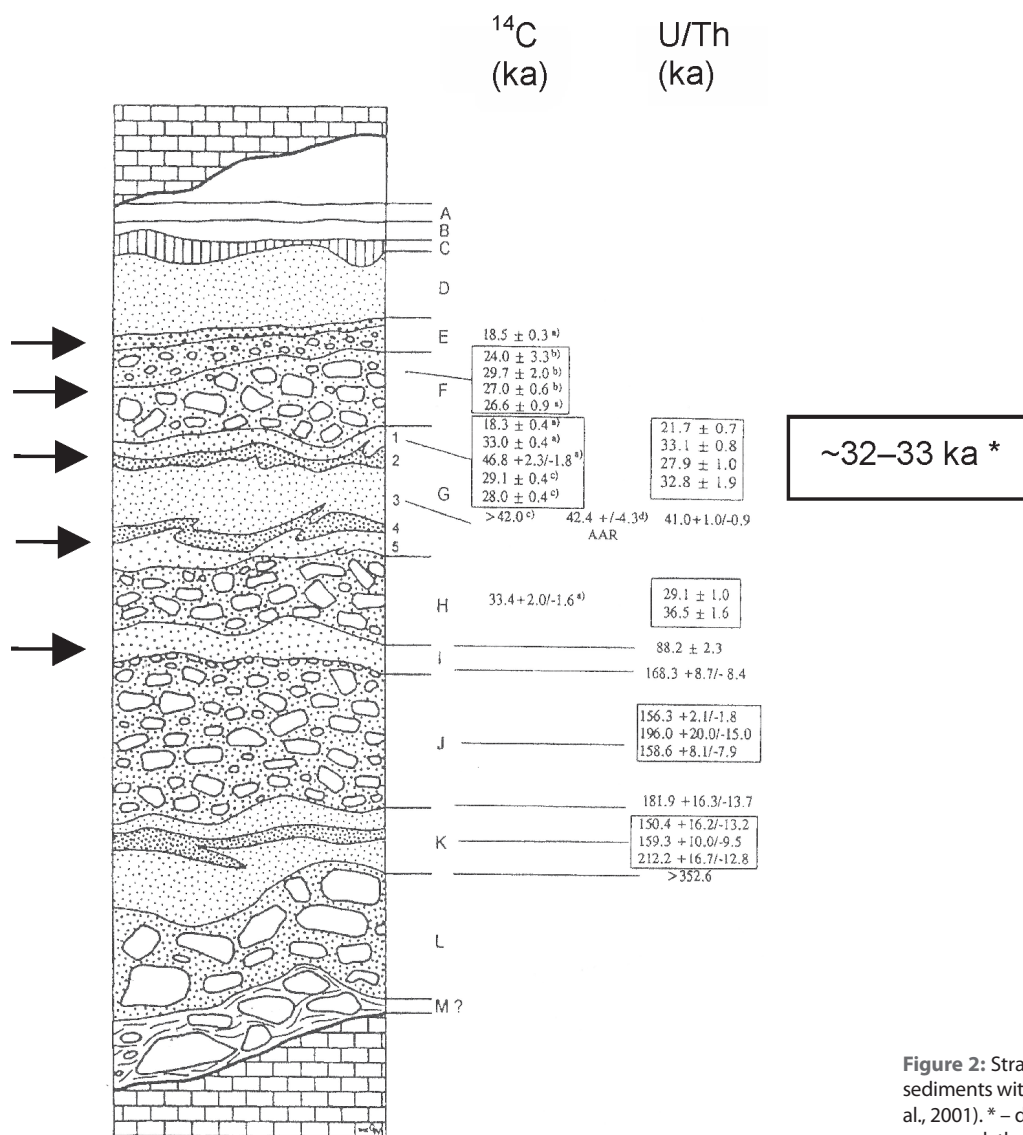 ¹⁴C U/Th
(ka) (ka)
A
B
C
D
E 18.5 ± 0.3 a)
24.0 ± 3.3 b)
29.7 ± 2.0 b)
F 27.0 ± 0.6 b)
26.6 ± 0.9 a)
18.3 ± 0.4 a) 21.7 ± 0.7
1 33.0 ± 0.4 a) 33.1 ± 0.8
2 46.8 +2.3/-1.8 a) 27.9 ± 1.0 ~32–33 ka *
29.1 ± 0.4 c) 32.8 ± 1.9
3 G 28.0 ± 0.4 c)
>42.0 c) 42.4 +/-4.3 d) 41.0+1.0/-0.9
4 AAR
5
H 33.4+2.0/-1.6 a) 29.1 ± 1.0
36.5 ± 1.6
I 88.2 ± 2.3
168.3 +8.7/-8.4
156.3 +2.1/-1.8
J 196.0 +20.0/-15.0
158.6 +8.1/-7.9
181.9 +16.3/-13.7
150.4 +16.2/-13.2
K 159.3 +10.0/-9.5
212.2 +16.7/-12.8
>352.6
L
M ?
Figure 2: Stra
sediments wit
al., 2001). * – c